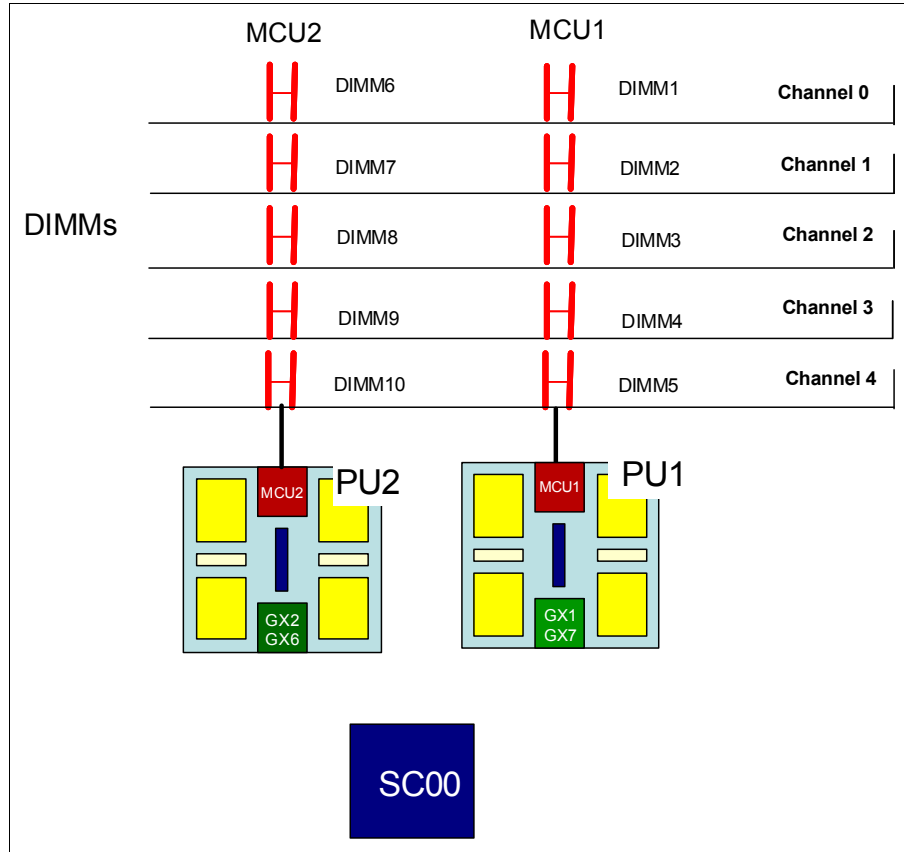 MCU2 MCU1
DIMM6 DIMM1 Channel 0
DIMM7 DIMM2 Channel 1
DIMMs
DIMM8 DIMM3 Channel 2
DIMM9 DIMM4 Channel 3
DIMM10 DIMM5 Channel 4
MCU2 PU2 MCU1 PU1
GX2 GX1
GX6 GX7
SC00